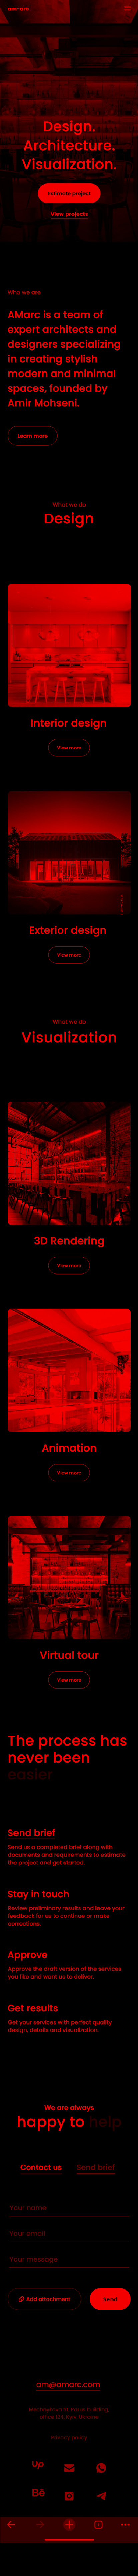 Design.
Architecture.
Visualization.
Estimate project
View projects
Who we are
AMarc is a team of
expert architects and
designers specializing
in creating stylish
modern and minimal
spaces, founded by
Amir Mohseni.
Learn more
What we do
Design
Interior design
View more
Exterior design
View more
What we do
Visualization
3D Rendering
View more
Animation
View more
Virtual tour
View more
The process has
never been
easier
Send brief
Send us a completed brief along with
documents and requirements to estimate
the project and get started.
Stay in touch
Review preliminary results and leave your
feedback for us to continue or make
corrections.
Approve
Approve the draft version of the services
you like and want us to deliver.
Get results
Get your services with perfect quality
design, details and visualization.
We are always
happy to help
Contact us
Send brief
Your name
Your email
Your message
Add attachment
Send
am@amarc.com
Privacy policy
Up
Bē